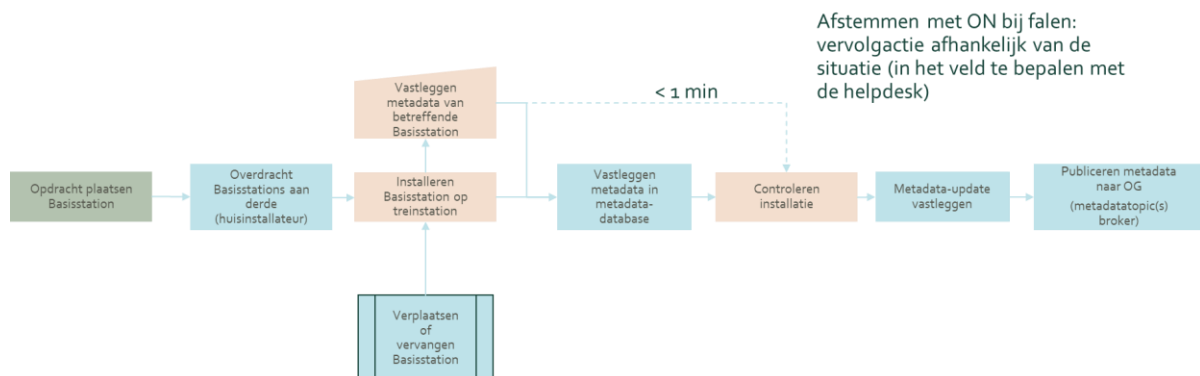 Afstemmen met ON bij falen:
vervolgactie afhankelijk van de
situatie (in het veld te bepalen met
de helpdesk)
Vastleggen
metadata van
betreffende
Basisstation
< 1 min
Opdracht plaatsen
Basisstation
Overdracht
Basisstations aan
derde
(huisinstallateur)
Installeren
Basisstation op
treinstation
Vastleggen
metadata in
metadata-
database
Controleren
installatie
Metadata-update
vastleggen
Publiceren metadata
naar OG
(metadatatopic(s)
broker)
Verplaatsen
of
vervangen
Basisstation